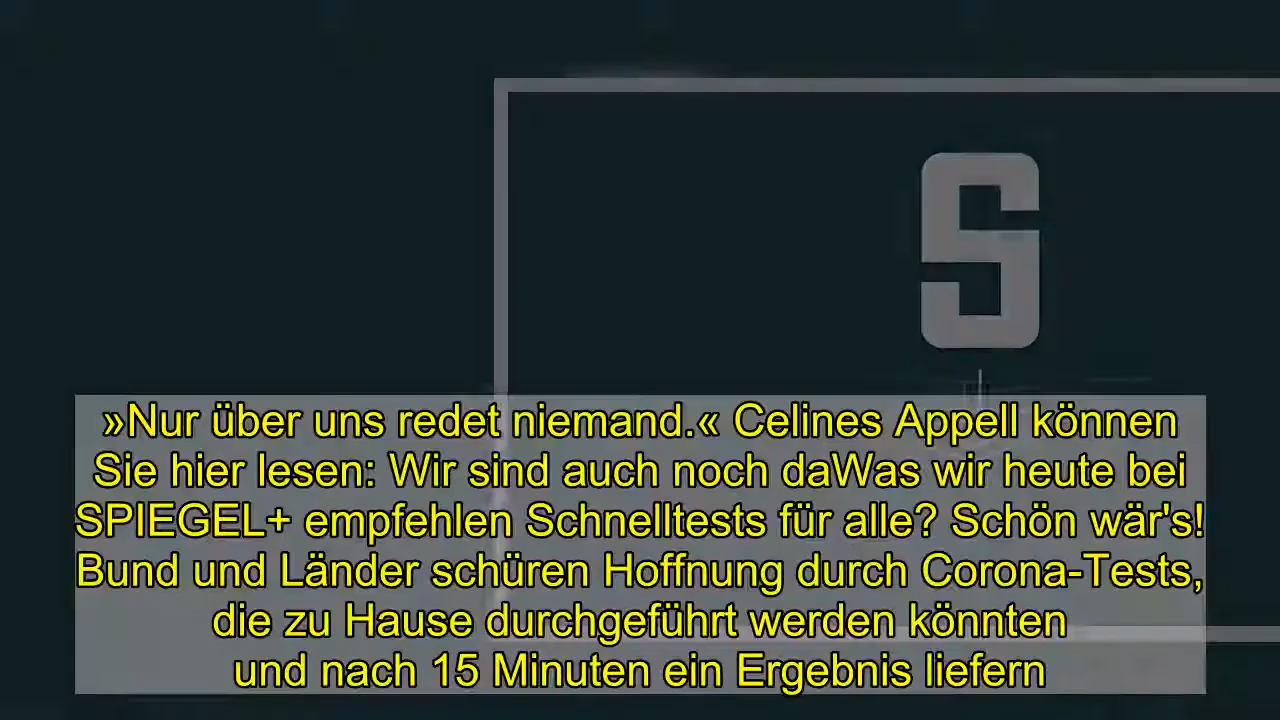 S
»Nur über uns redet niemand.« Celines Appell können
Sie hier lesen: Wir sind auch noch daWas wir heute bei
SPIEGEL+ empfehlen Schnelltests für alle? Schön wär's!
Bund und Länder schüren Hoffnung durch Corona-Tests,
die zu Hause durchgeführt werden könnten
und nach 15 Minuten ein Ergebnis liefern